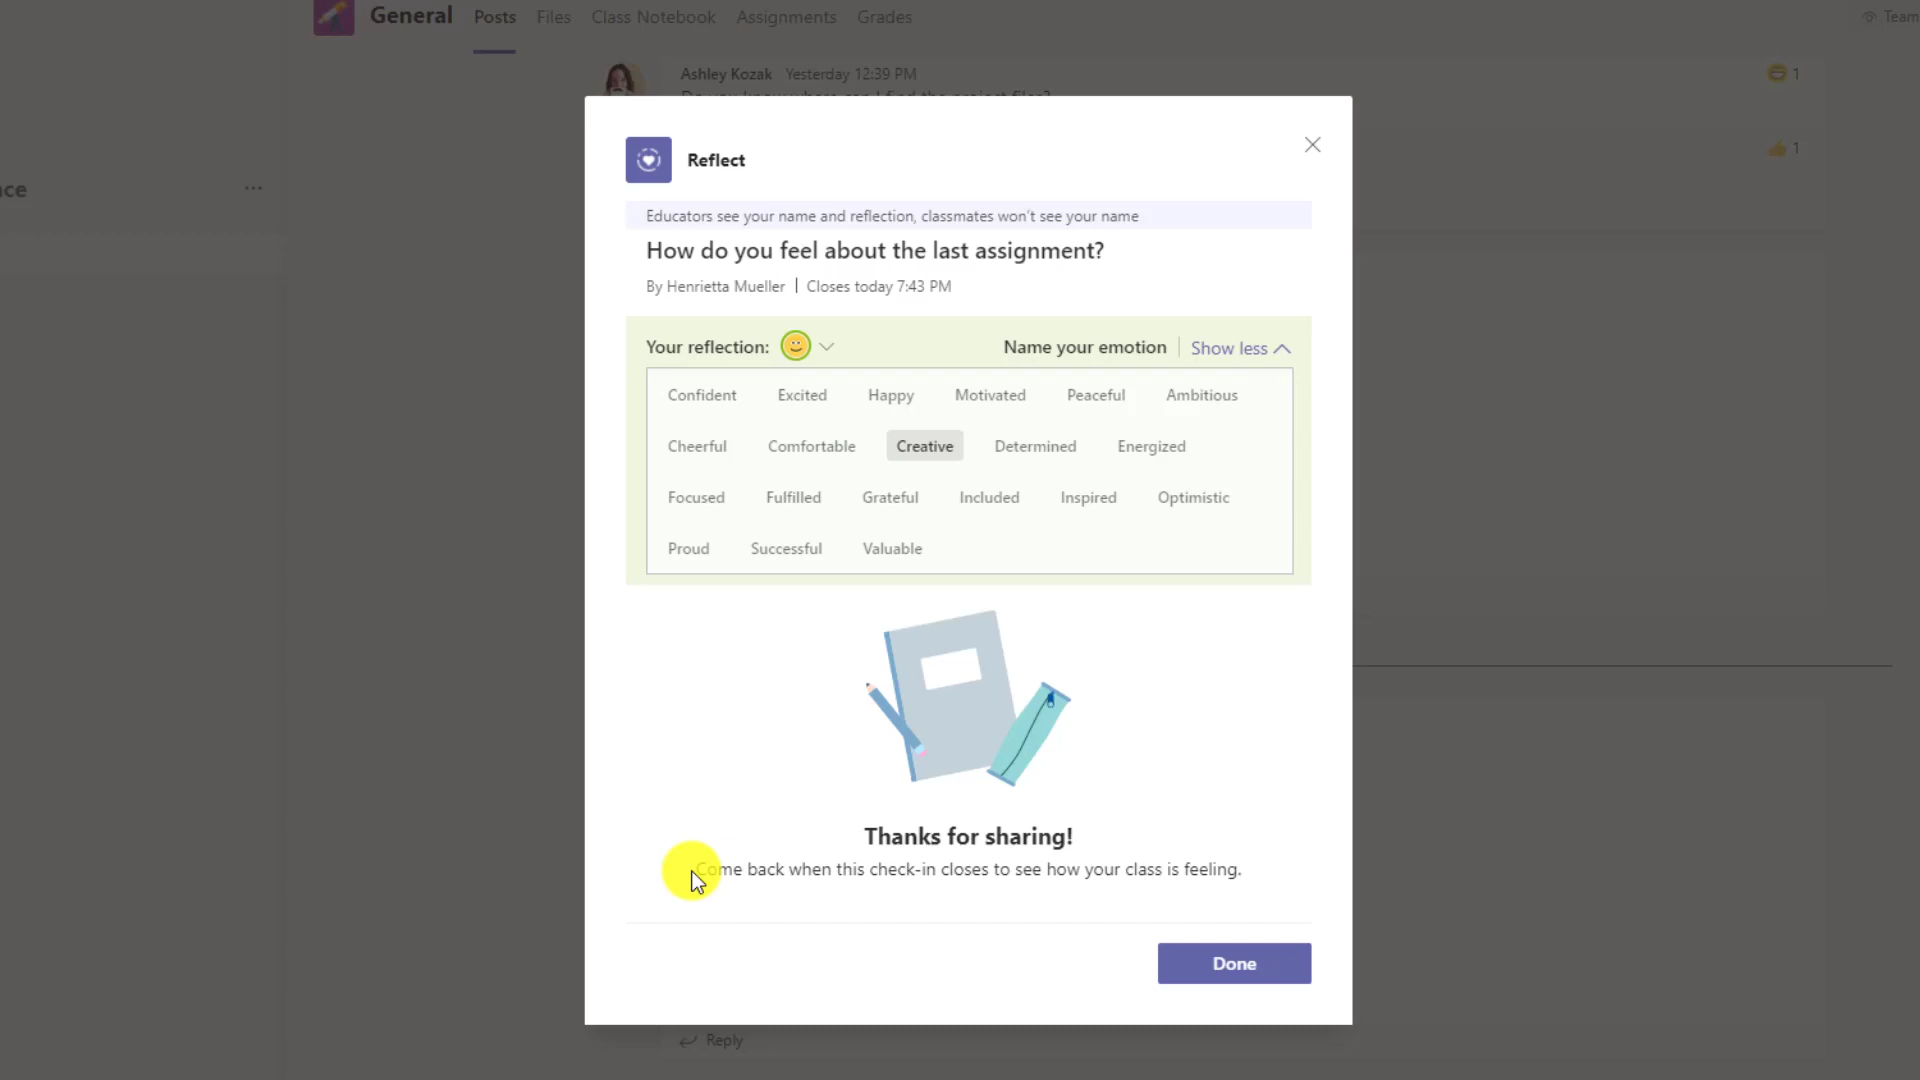 General Posts Files Class Notebook Assignments Grades Team
Ashley Kozak Yesterday 12:39 PM 1
1
Reflect
Educators see your name and reflection, classmates won't see your name
How do you feel about the last assignment?
By Henrietta Mueller | Closes today 7:43 PM
Your reflection: Name your emotion Show less
Confident Excited Happy Motivated Peaceful Ambitious
Cheerful Comfortable Creative Determined Energized
Focused Fulfilled Grateful Included Inspired Optimistic
Proud Successful Valuable
Thanks for sharing!
Come back when this check-in closes to see how your class is feeling.
Done
Reply